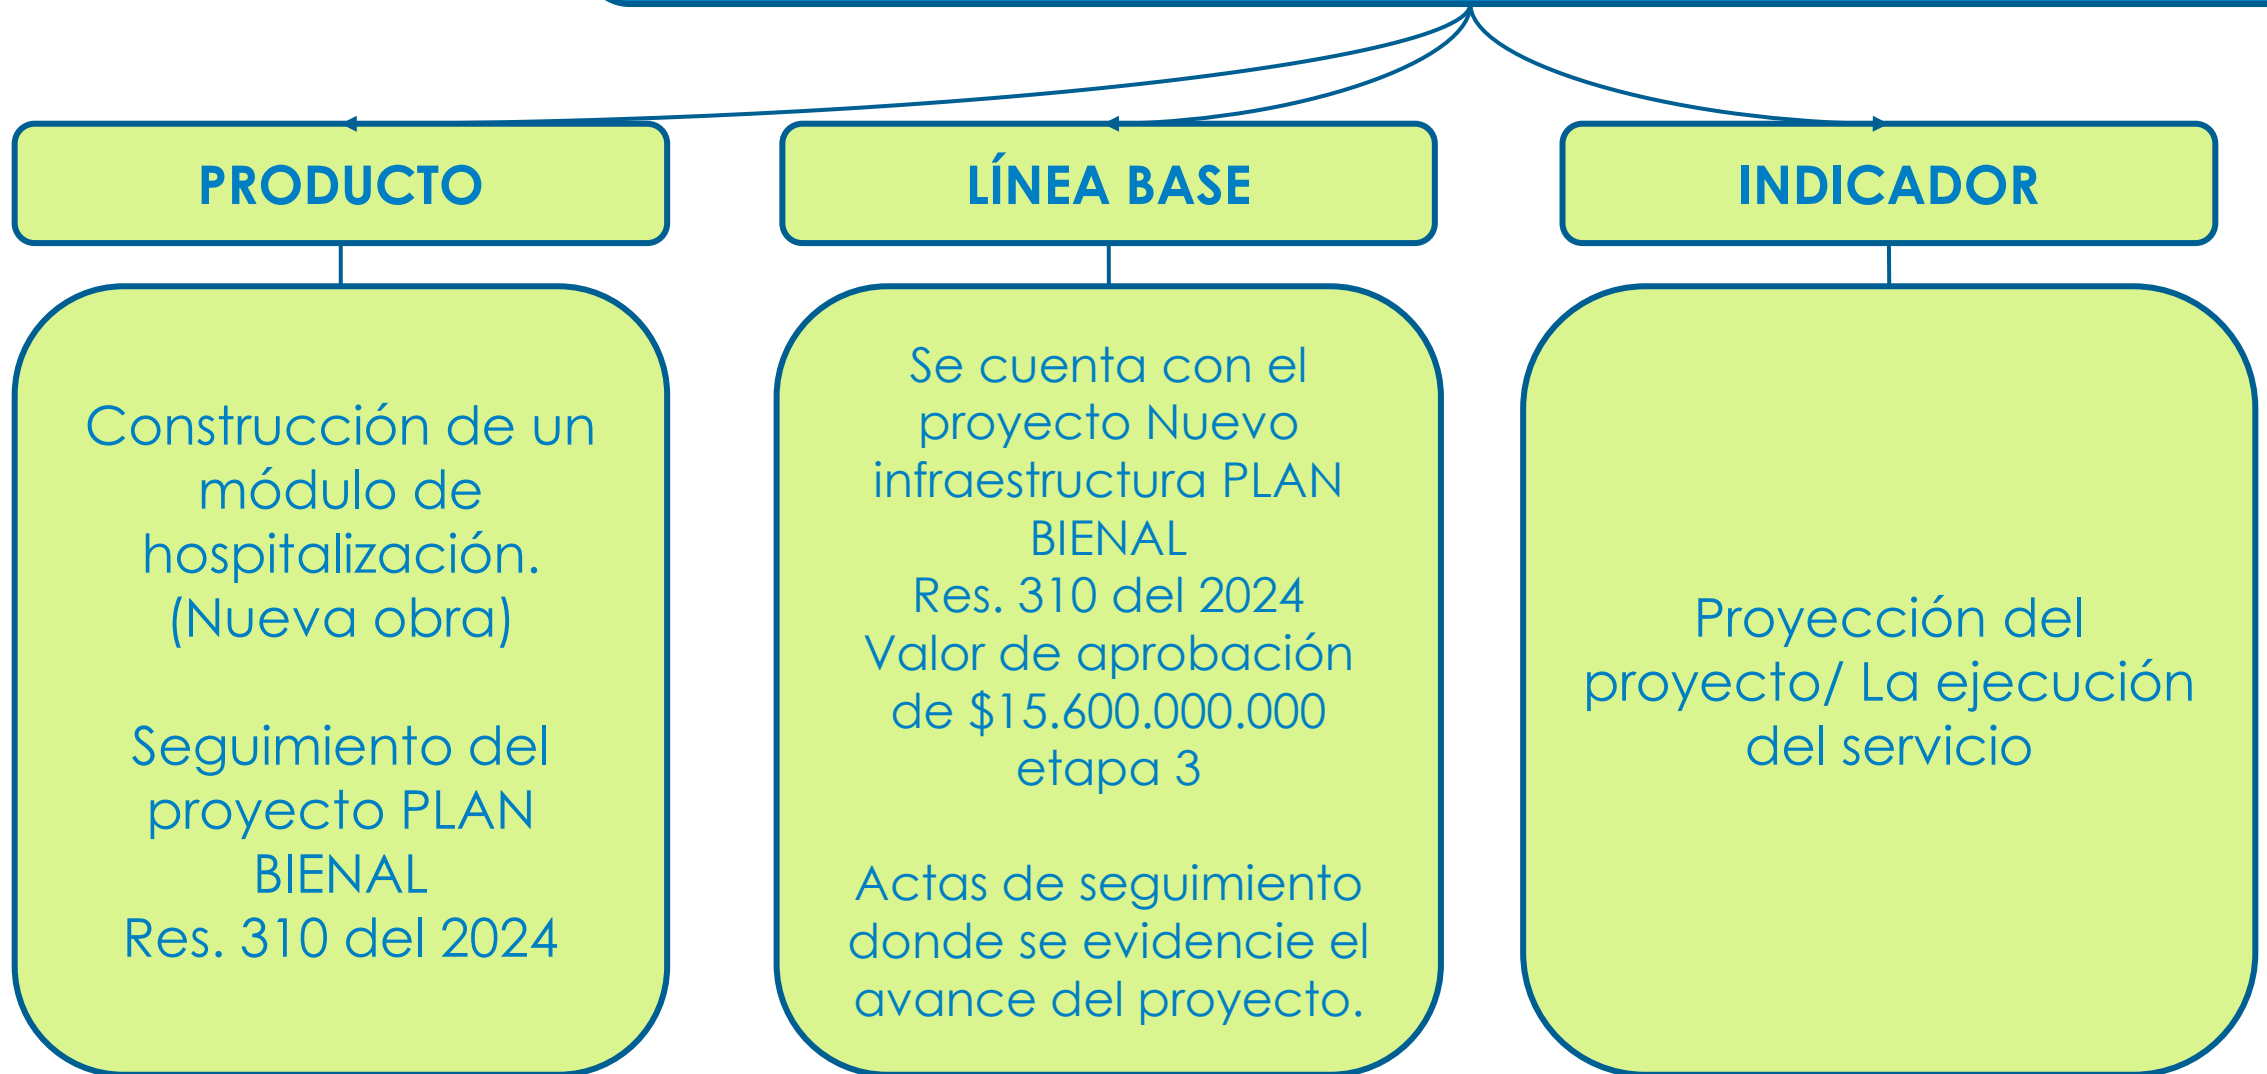 PRODUCTO
Construcción de un
módulo de
hospitalización.
(Nueva obra)
Seguimiento del
proyecto PLAN
BIENAL
Res. 310 del 2024
LÍNEA BASE
Se cuenta con el
proyecto Nuevo
infraestructura PLAN
BIENAL
Res. 310 del 2024
Valor de aprobación
de $15.600.000.000
etapa 3
Actas de seguimiento
donde se evidencie el
avance del proyecto.
INDICADOR
Proyección del
proyecto/ La ejecución
del servicio